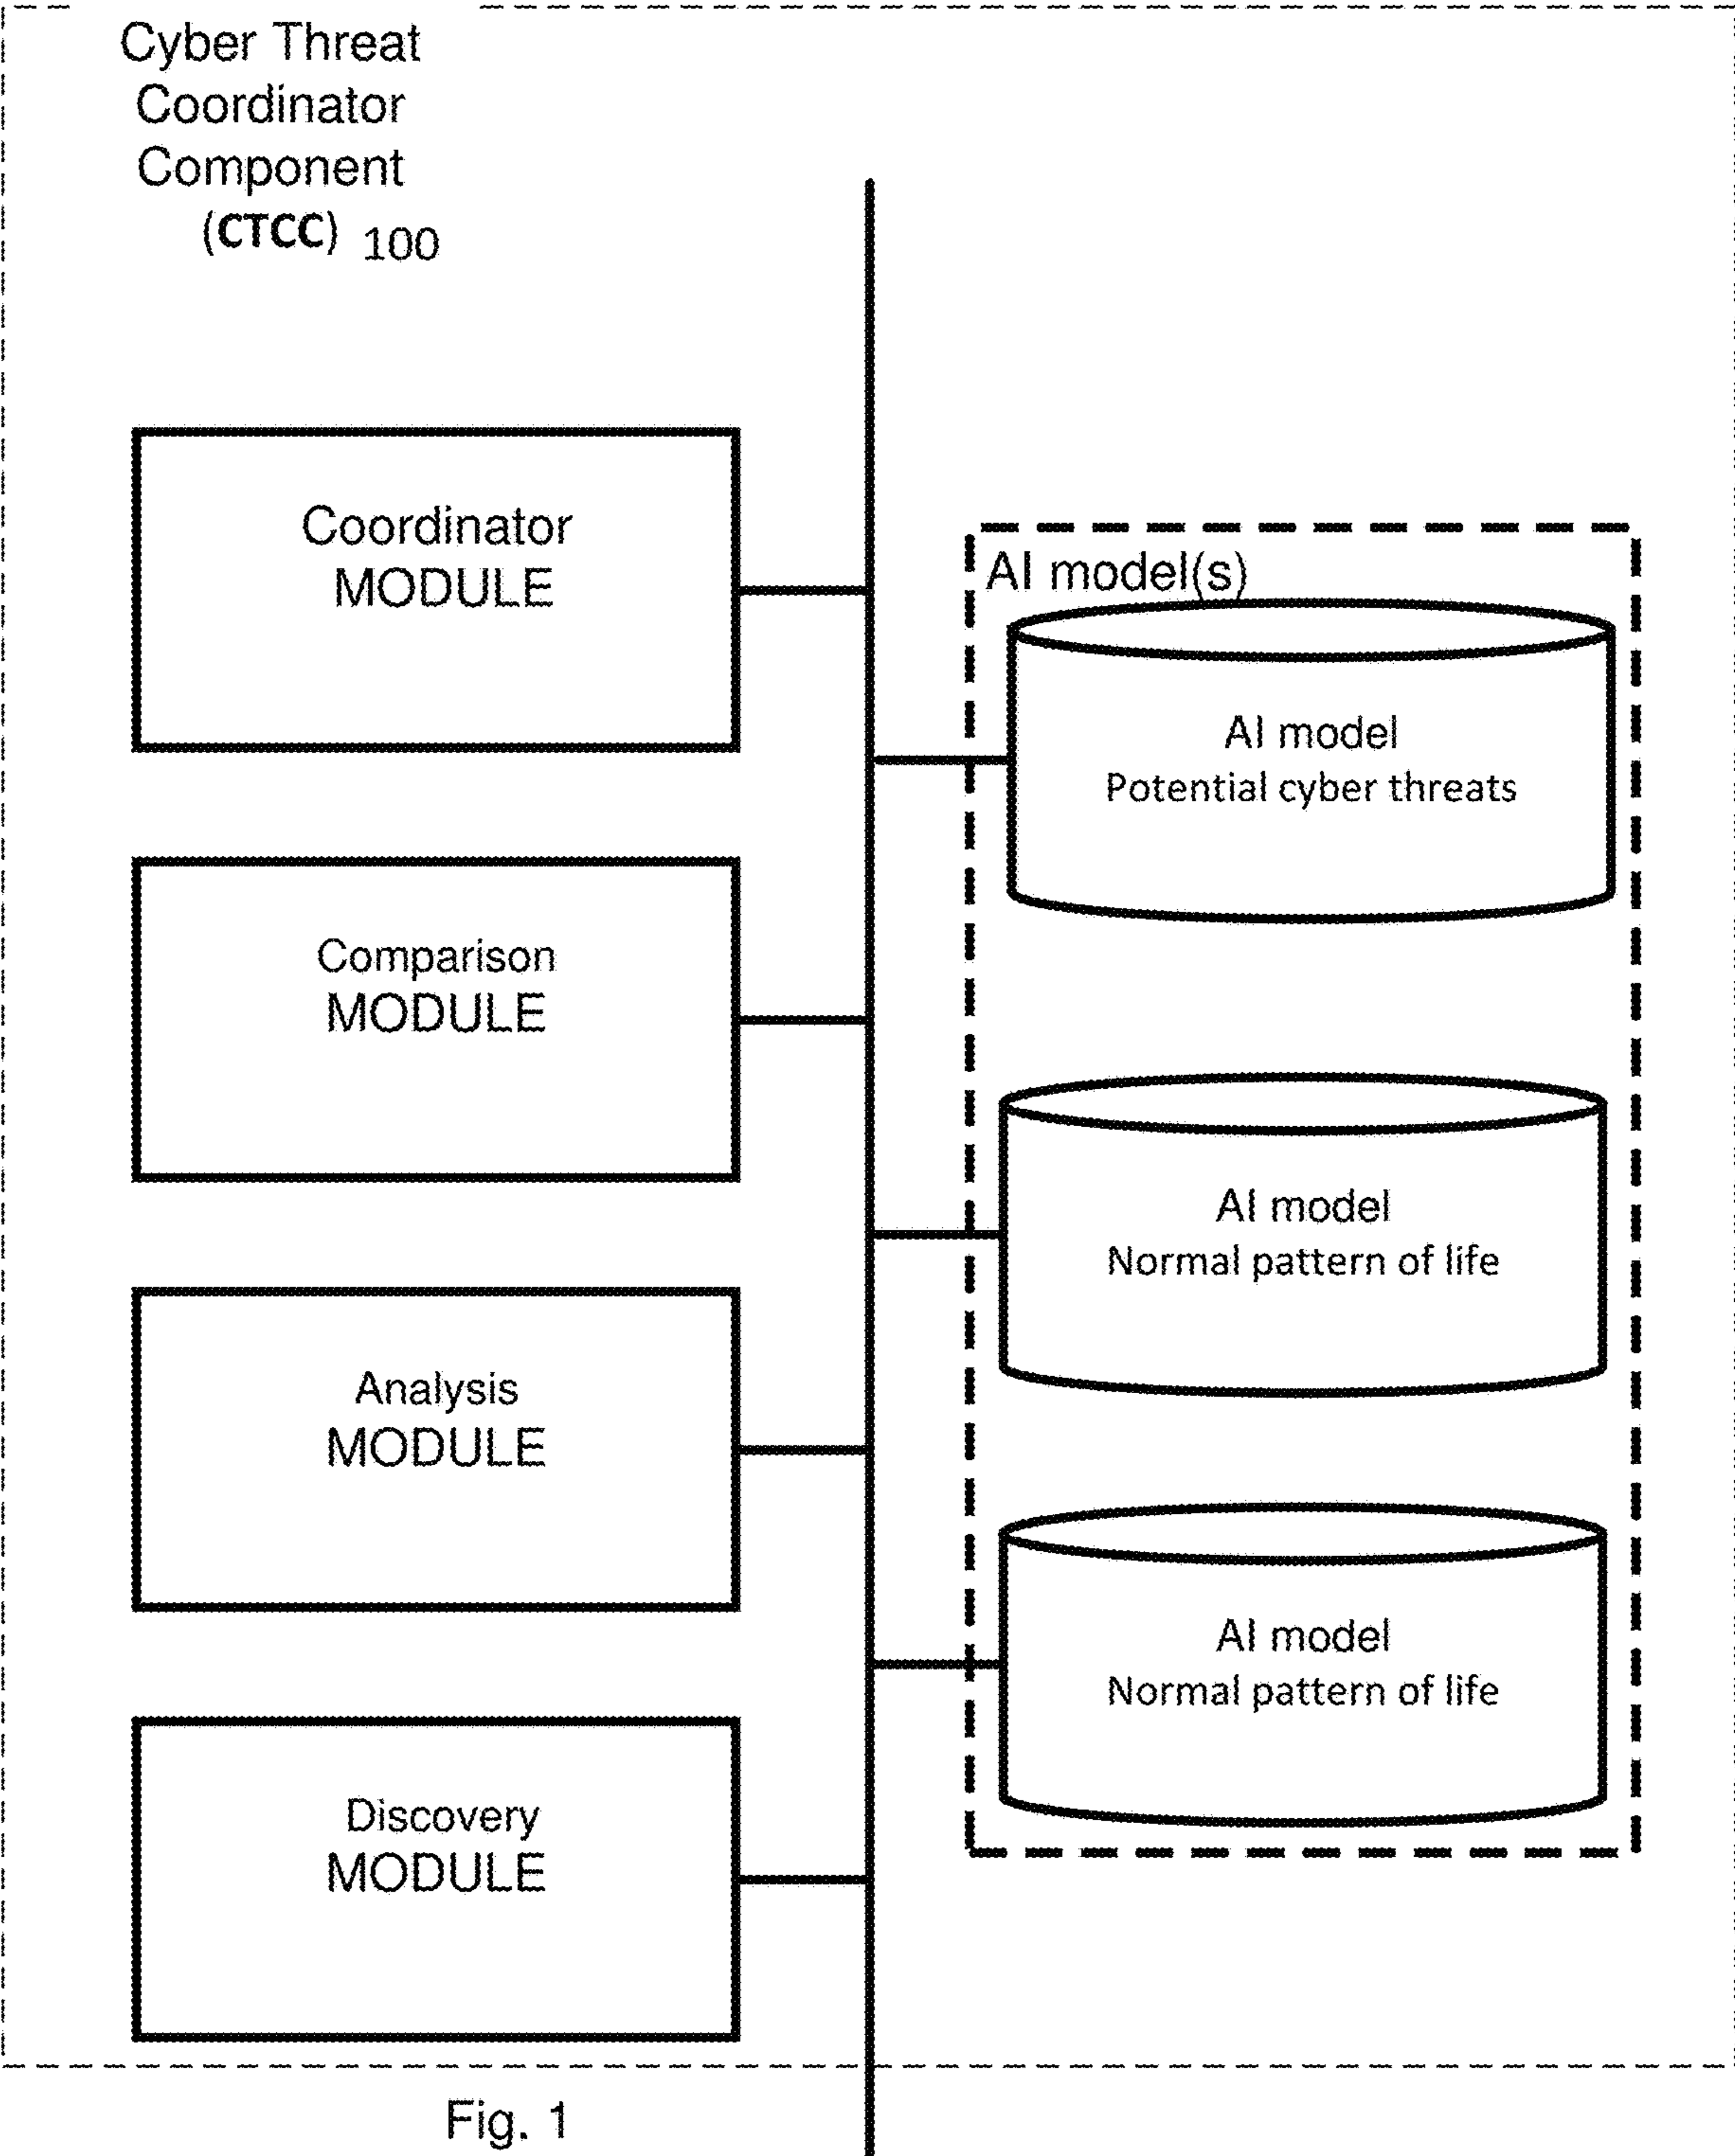 Cyber Threat
Coordinator
Component
(CTCC) 100
Coordinator
MODULE
Comparison
MODULE
Analysis
MODULE
Discovery
MODULE
AI model(s)
AI model
Potential cyber threats
AI model
Normal pattern of life
AI model
Normal pattern of life
Fig. 1